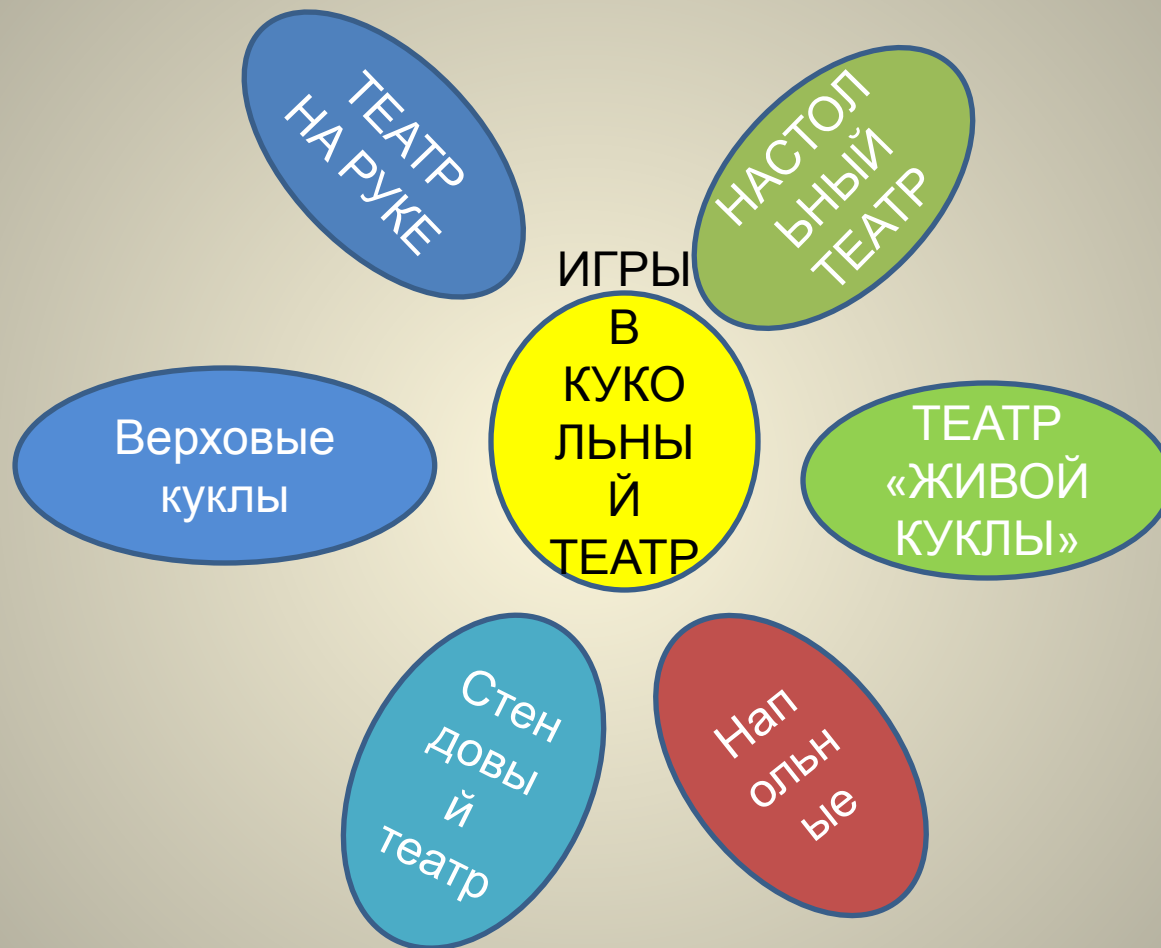 ТЕАТР
НА РУКЕ
НАСТОЛ
ЬНЫЙ
ТЕАТР
ИГРЫ
В
КУКО
ЛЬНЫ
Й
ТЕАТР
Верховые
куклы
ТЕАТР
«ЖИВОЙ
КУКЛЫ»
Стен
довы
й
театр
Нап
ольн
ые